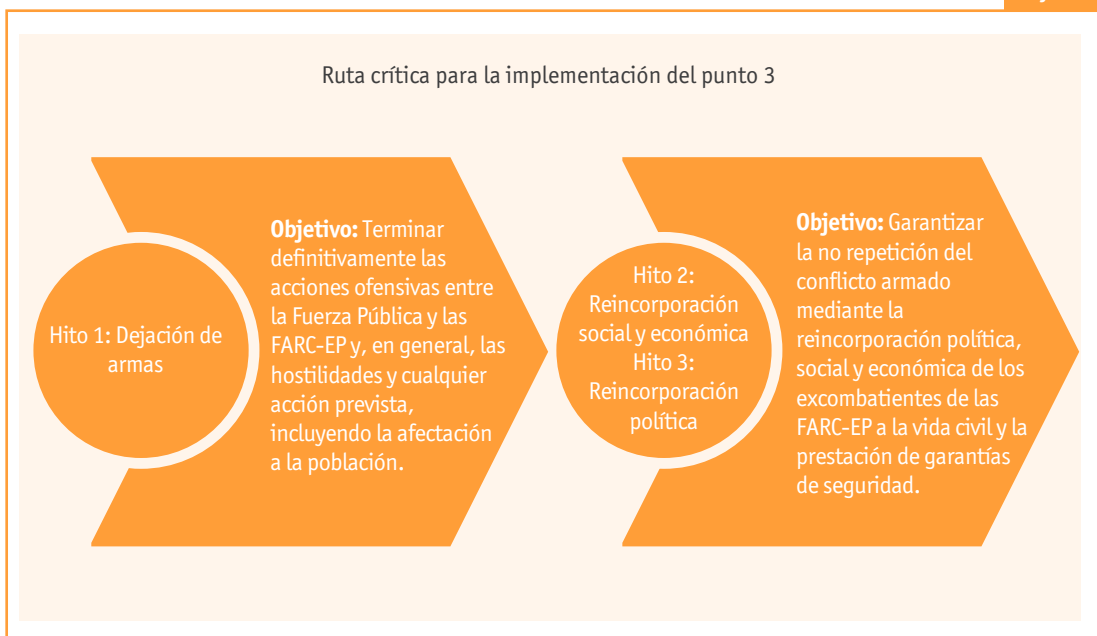 Ruta crítica para la implementación del punto 3
Hito 1: Dejación de
armas
Objetivo: Terminar
definitivamente las
acciones ofensivas entre
la Fuerza Pública y las
FARC-EP y, en general, las
hostilidades y cualquier
acción prevista,
incluyendo la afectación
a la población.
Hito 2:
Reincorporación
social y económica
Hito 3:
Reincorporación
política
Objetivo: Garantizar
la no repetición del
conflicto armado
mediante la
reincorporación política,
social y económica de los
excombatientes de las
FARC-EP a la vida civil y la
prestación de garantías
de seguridad.